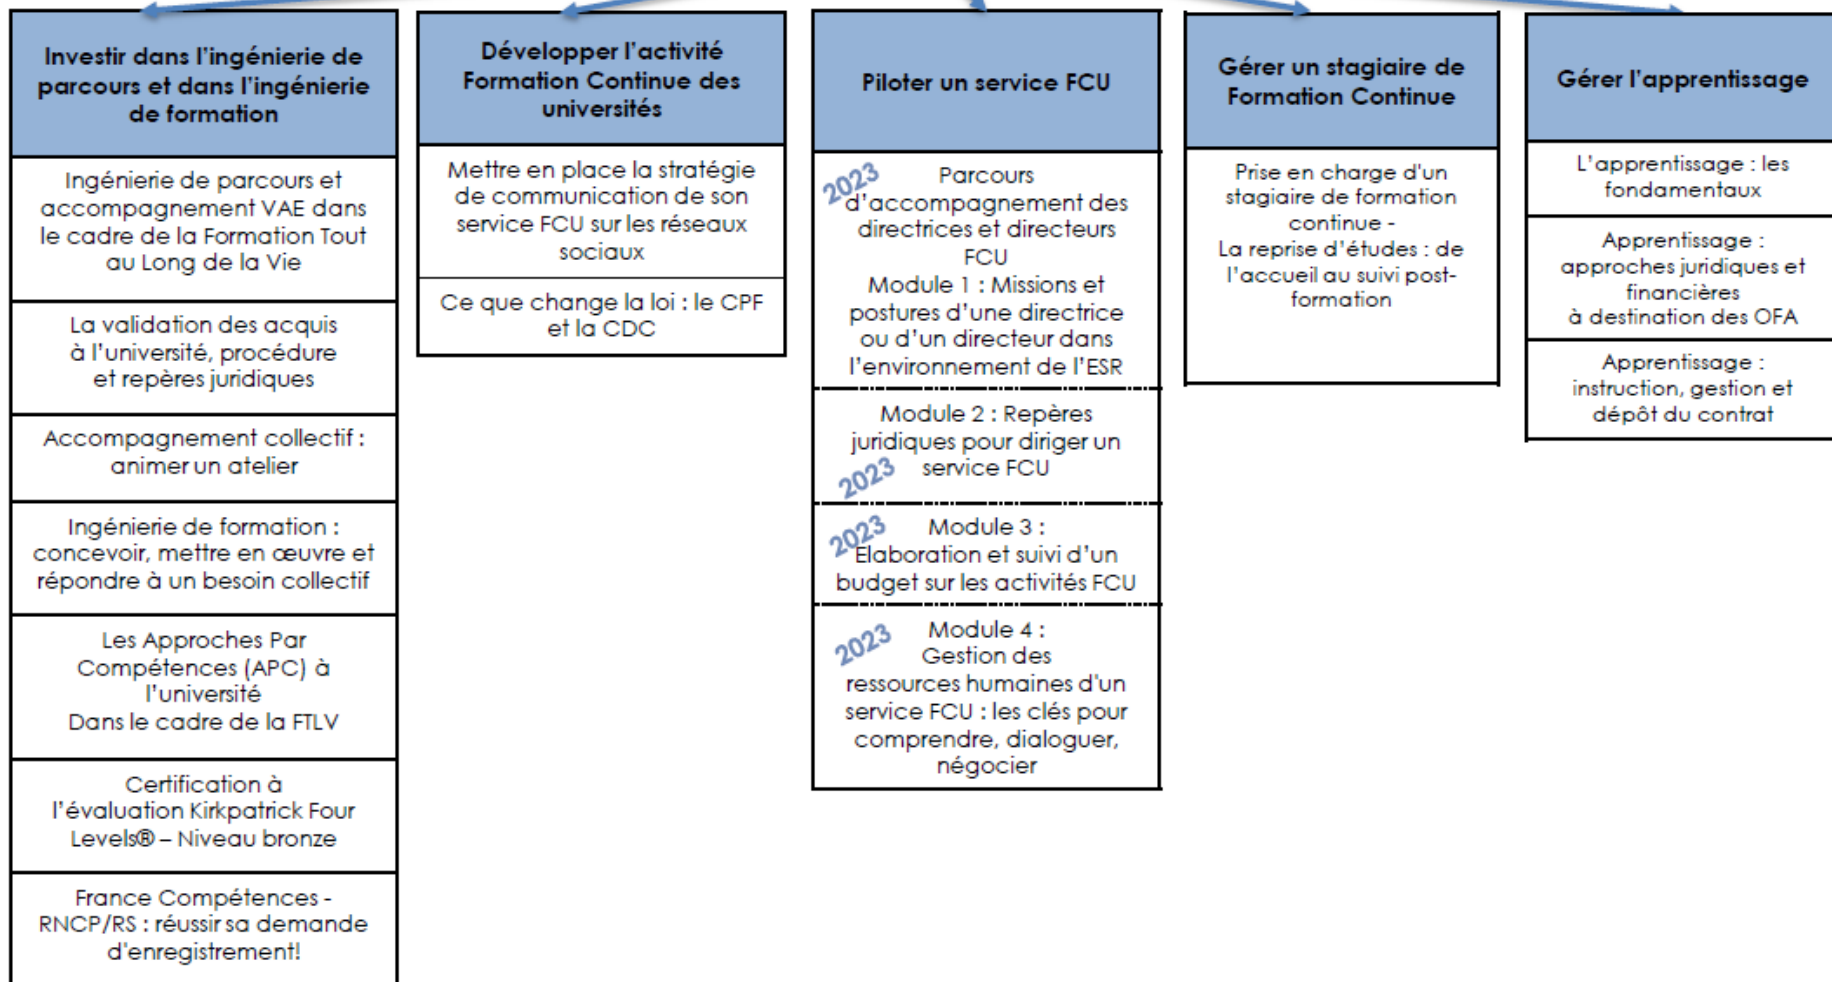 Investir dans l'ingénierie de
parcours et dans l'ingénierie
de formation
Ingénierie de parcours et
accompagnement VAE dans
le cadre de la Formation Tout
au Long de la Vie
La validation des acquis
à l'université, procédure
et repères juridiques
Accompagnement collectif :
animer un atelier
Ingénierie de formation :
concevoir, mettre en œuvre et
répondre à un besoin collectif
Les Approches Par
Compétences (APC) à
l'université
Dans le cadre de la FTLV
Certification à
l'évaluation Kirkpatrick Four
Levels® – Niveau bronze
France Compétences -
RNCP/RS : réussir sa demande
d'enregistrement!
Développer l'activité
Formation Continue des
universités
Mettre en place la stratégie
de communication de son
service FCU sur les réseaux
sociaux
Ce que change la loi : le CPF
et la CDC
Piloter un service FCU
2023
Parcours
d'accompagnement des
directrices et directeurs
FCU
Module 1 : Missions et
postures d'une directrice
ou d'un directeur dans
l'environnement de l'ESR
Module 2 : Repères
juridiques pour diriger un
service FCU
2023
2023
Module 3 :
Elaboration et suivi d'un
budget sur les activités FCU
2023
Module 4 :
Gestion des
ressources humaines d'un
service FCU : les clés pour
comprendre, dialoguer,
négocier
Gérer un stagiaire de
Formation Continue
Prise en charge d'un
stagiaire de formation
continue -
La reprise d'études : de
l'accueil au suivi post-
formation
Gérer l'apprentissage
L'apprentissage : les
fondamentaux
Apprentissage :
approches juridiques et
financières
à destination des OFA
Apprentissage :
instruction, gestion et
dépôt du contrat